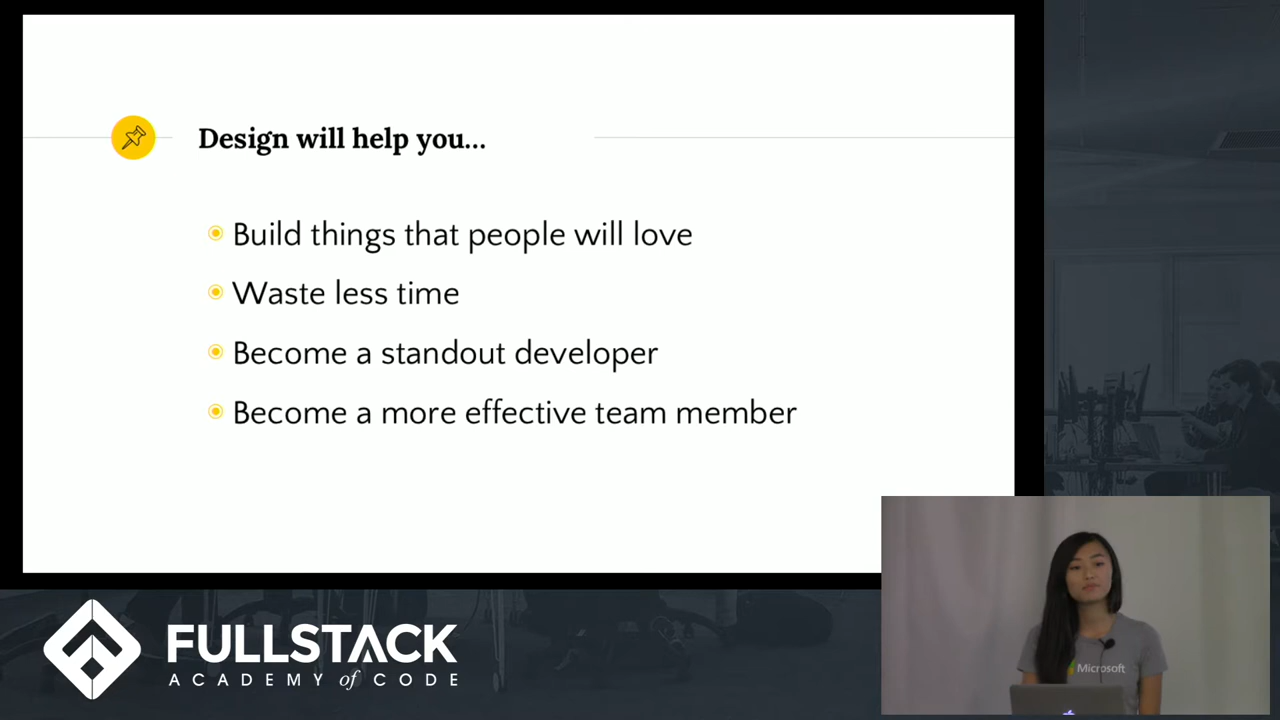 Design will help you...
Build things that people will love
Waste less time
Become a standout developer
Become a more effective team member
FULLSTACK
ACADEMY of CODE
Microsoft